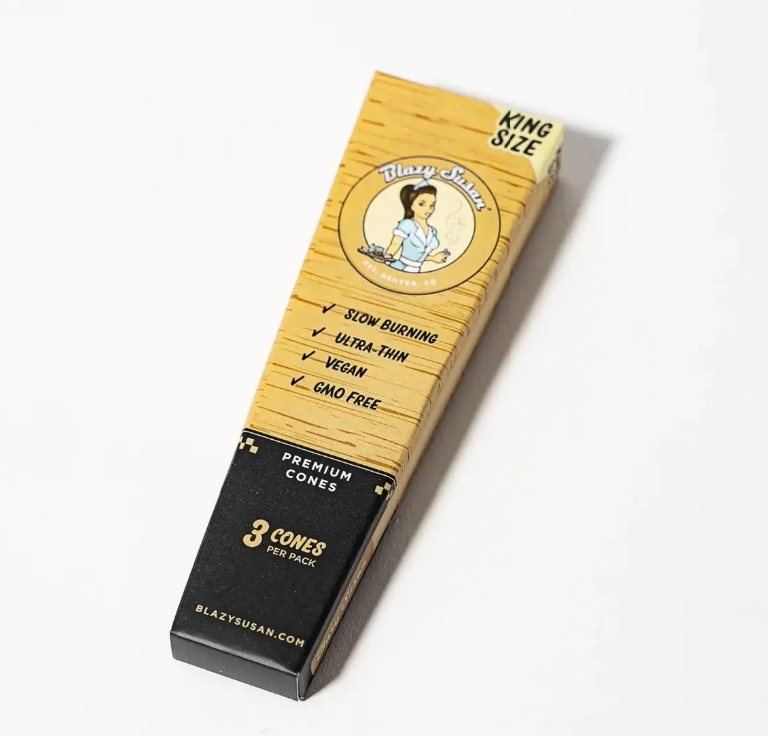 KING
SIZE
Blazy Susan
EST. DENVER, CO
✓ SLOW BURNING
✓ ULTRA-THIN
✓ VEGAN
✓ GMO FREE
PREMIUM
CONES
3 CONES
PER PACK
BLAZYSUSAN.COM